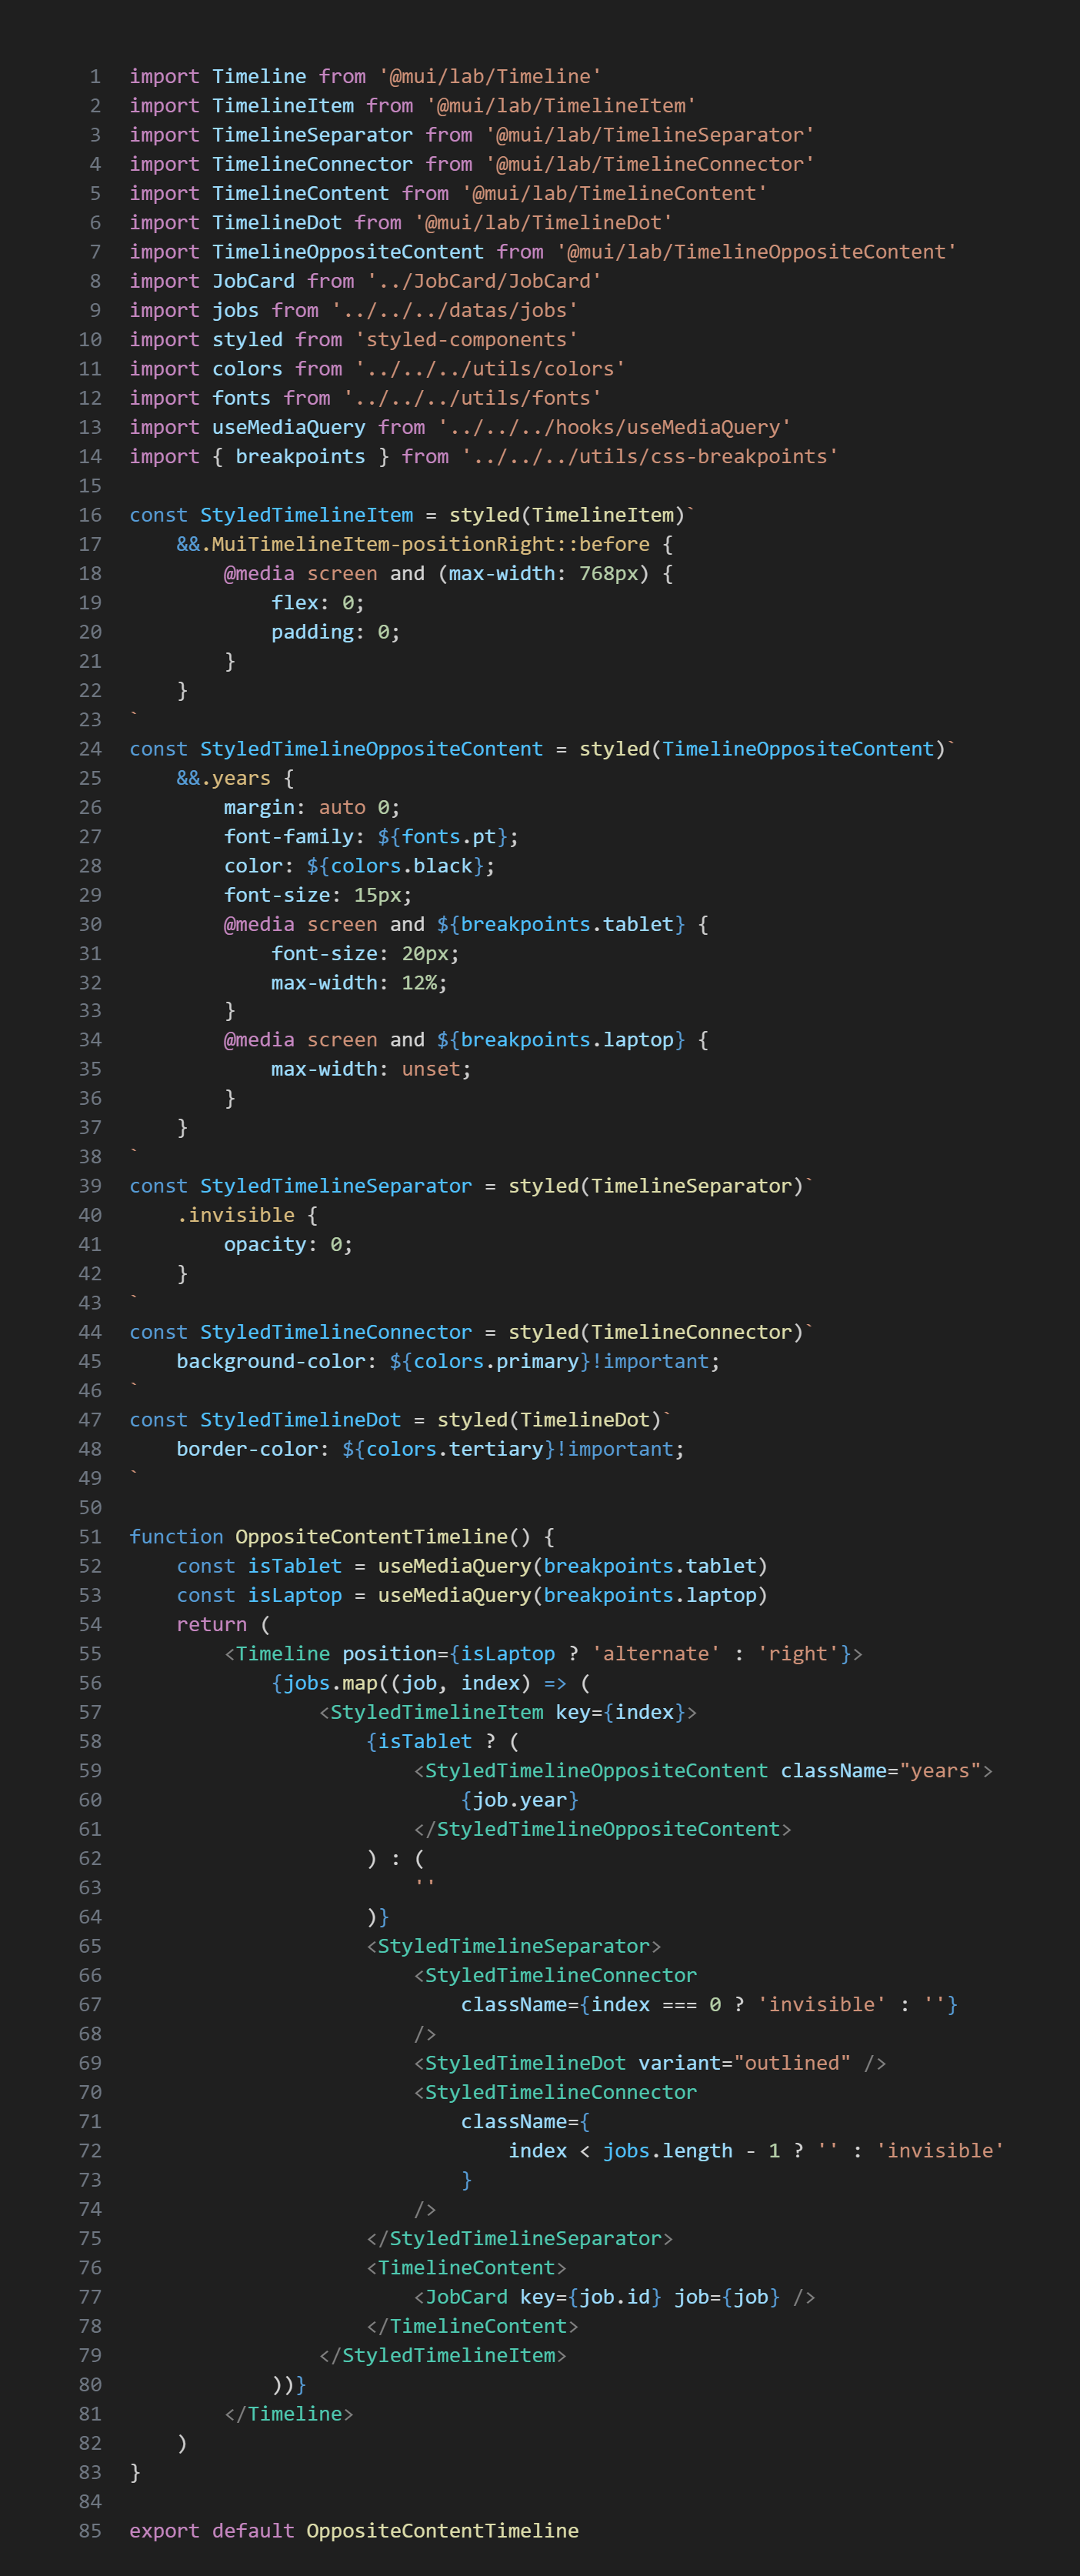 1 import Timeline from '@mui/lab/Timeline'
2 import TimelineItem from '@mui/lab/TimelineItem'
3 import TimelineSeparator from '@mui/lab/TimelineSeparator'
4 import TimelineConnector from '@mui/lab/TimelineConnector'
5 import TimelineContent from '@mui/lab/TimelineContent'
6 import TimelineDot from '@mui/lab/TimelineDot'
7 import TimelineOppositeContent from '@mui/lab/TimelineOppositeContent'
8 import JobCard from '../JobCard/JobCard'
9 import jobs from '../../../datas/jobs'
10 import styled from 'styled-components'
11 import colors from '../../../utils/colors'
12 import fonts from '../../../utils/fonts'
13 import useMediaQuery from '../../../hooks/useMediaQuery'
14 import { breakpoints } from '../../../utils/css-breakpoints'
15
16 const StyledTimelineItem = styled(TimelineItem)`
17     &&.MuiTimelineItem-positionRight::before {
18         @media screen and (max-width: 768px) {
19             flex: 0;
20             padding: 0;
21         }
22     }
23 `
24 const StyledTimelineOppositeContent = styled(TimelineOppositeContent)`
25     &&.years {
26         margin: auto 0;
27         font-family: ${fonts.pt};
28         color: ${colors.black};
29         font-size: 15px;
30         @media screen and ${breakpoints.tablet} {
31             font-size: 20px;
32             max-width: 12%;
33         }
34         @media screen and ${breakpoints.laptop} {
35             max-width: unset;
36         }
37     }
38 `
39 const StyledTimelineSeparator = styled(TimelineSeparator)`
40     .invisible {
41         opacity: 0;
42     }
43 `
44 const StyledTimelineConnector = styled(TimelineConnector)`
45     background-color: ${colors.primary}!important;
46 `
47 const StyledTimelineDot = styled(TimelineDot)`
48     border-color: ${colors.tertiary}!important;
49 `
50
51 function OppositeContentTimeline() {
52     const isTablet = useMediaQuery(breakpoints.tablet)
53     const isLaptop = useMediaQuery(breakpoints.laptop)
54     return (
55         <Timeline position={isLaptop ? 'alternate' : 'right'}>
56             {jobs.map((job, index) => (
57                 <StyledTimelineItem key={index}>
58                     {isTablet ? (
59                         <StyledTimelineOppositeContent className="years">
60                             {job.year}
61                         </StyledTimelineOppositeContent>
62                     ) : (
63                         ''
64                     )}
65                     <StyledTimelineSeparator>
66                         <StyledTimelineConnector
67                             className={index === 0 ? 'invisible' : ''}
68                         />
69                         <StyledTimelineDot variant="outlined" />
70                         <StyledTimelineConnector
71                             className={
72                                 index < jobs.length - 1 ? '' : 'invisible'
73                             }
74                         />
75                     </StyledTimelineSeparator>
76                     <TimelineContent>
77                         <JobCard key={job.id} job={job} />
78                     </TimelineContent>
79                 </StyledTimelineItem>
80             ))}
81         </Timeline>
82     )
83 }
84
85 export default OppositeContentTimeline